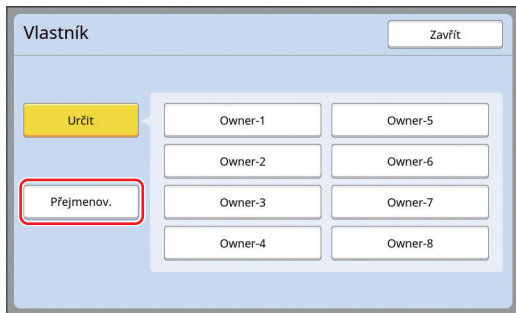 Vlastník
Zavřít
Určit
Owner-1
Owner-5
Owner-2
Owner-6
Přejmenov.
Owner-3
Owner-7
Owner-4
Owner-8